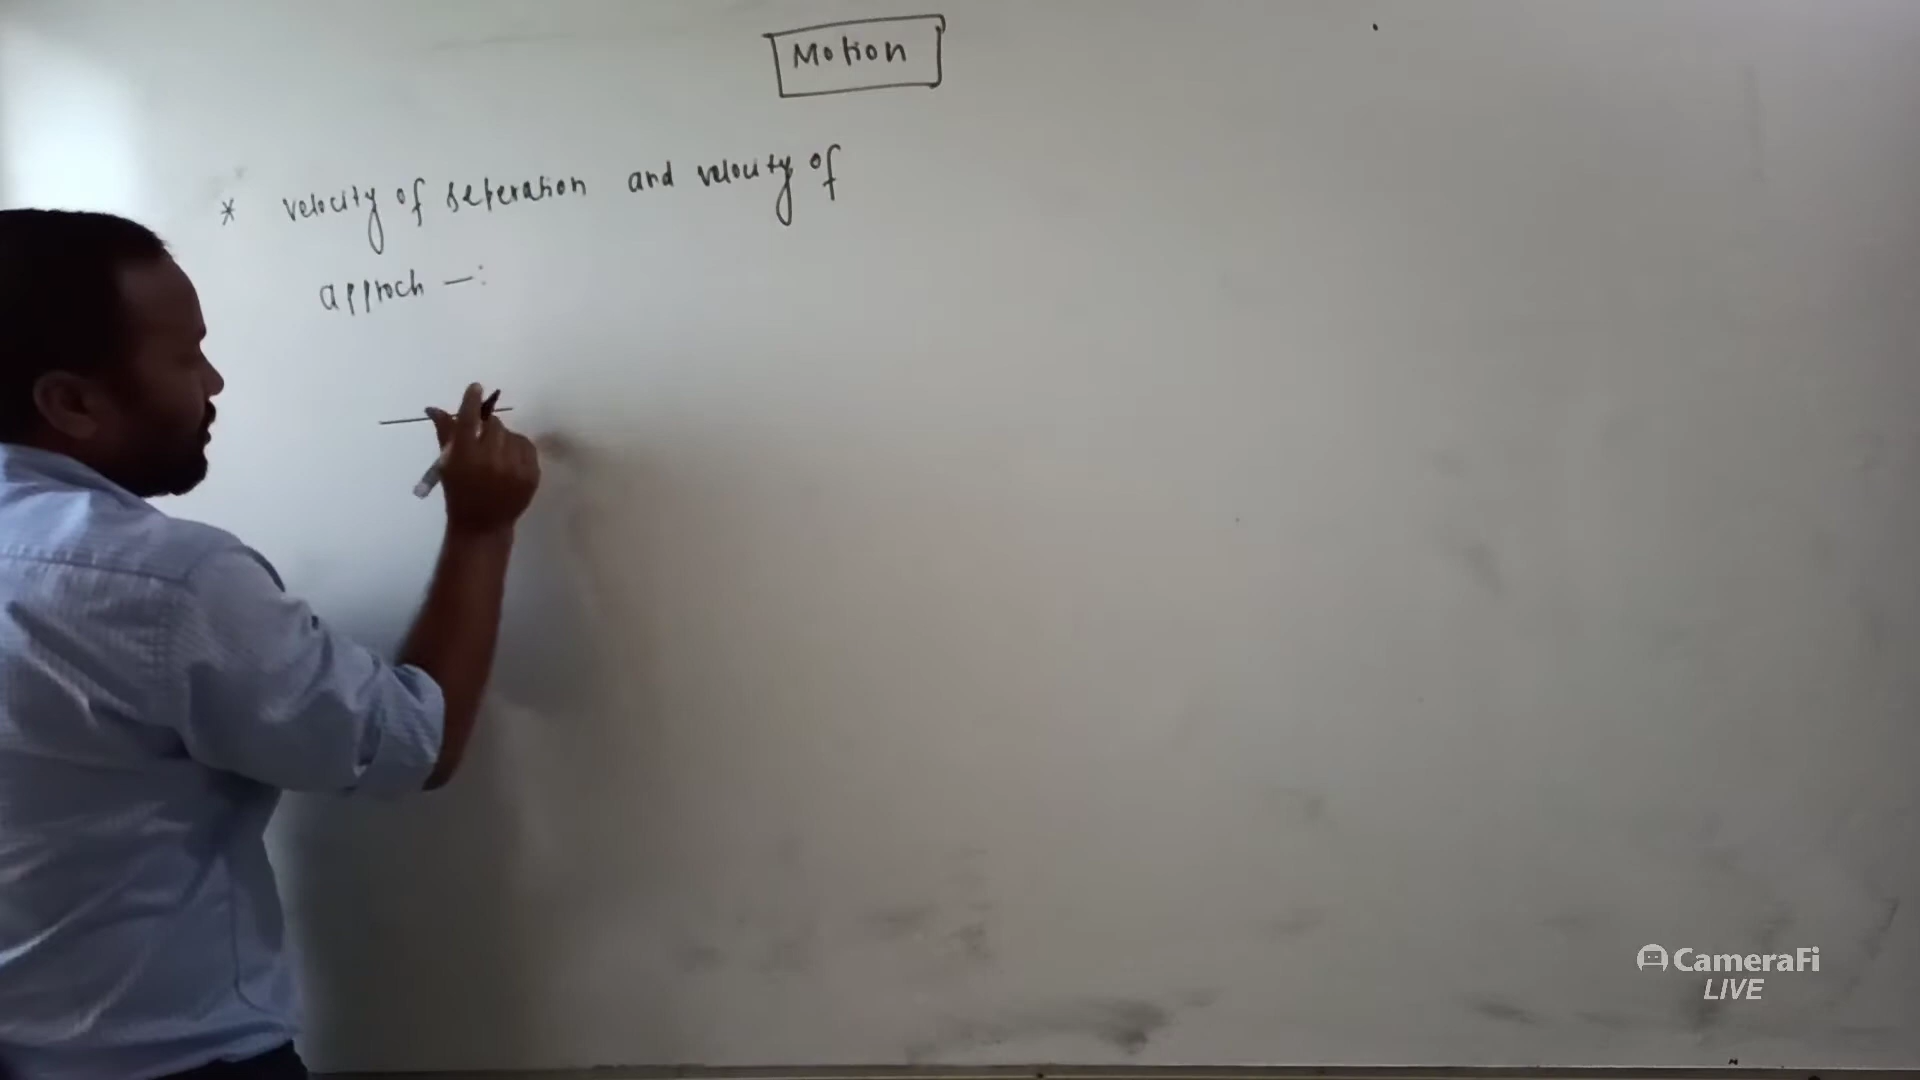 Motion
* velocity of seperation and velocity of
approch —:
CameraFi
LIVE